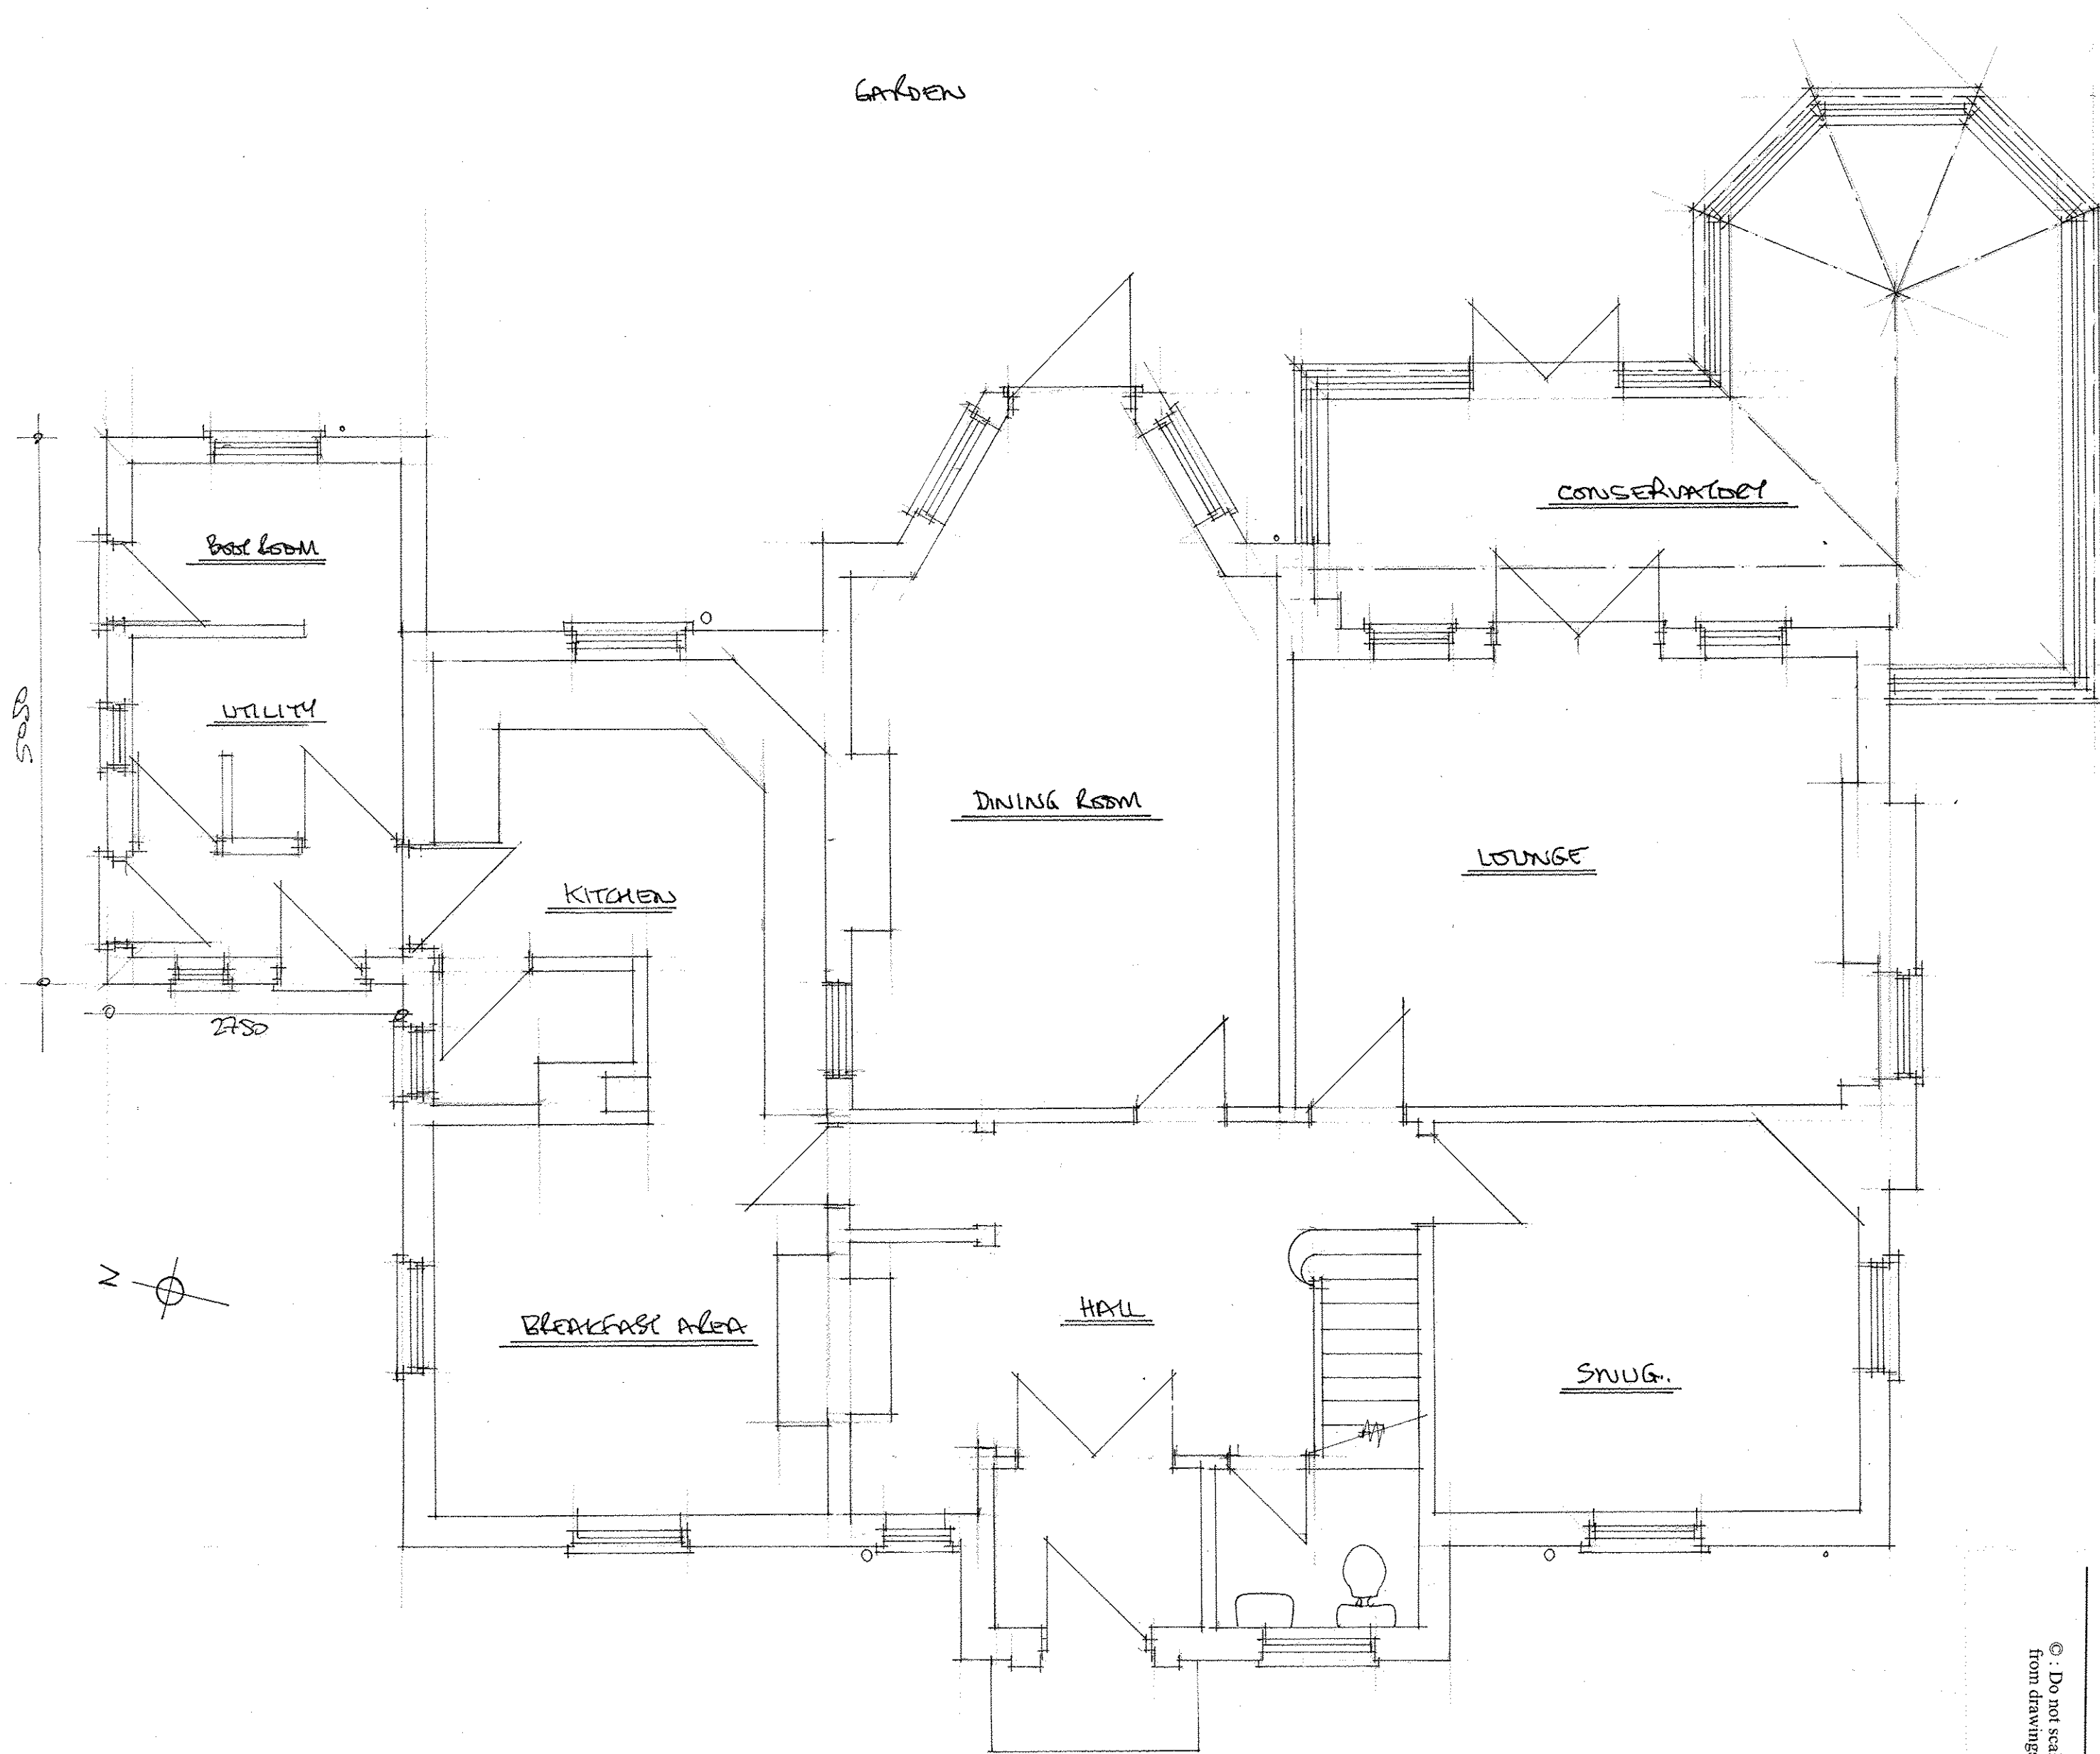 GARDEN
CONSERVATORY
BOOT ROOM
UTILITY
5050
DINING ROOM
LOUNGE
KITCHEN
2750
N
HALL
BREAKFAST AREA
SNUG.
© : Do not scal
from drawing